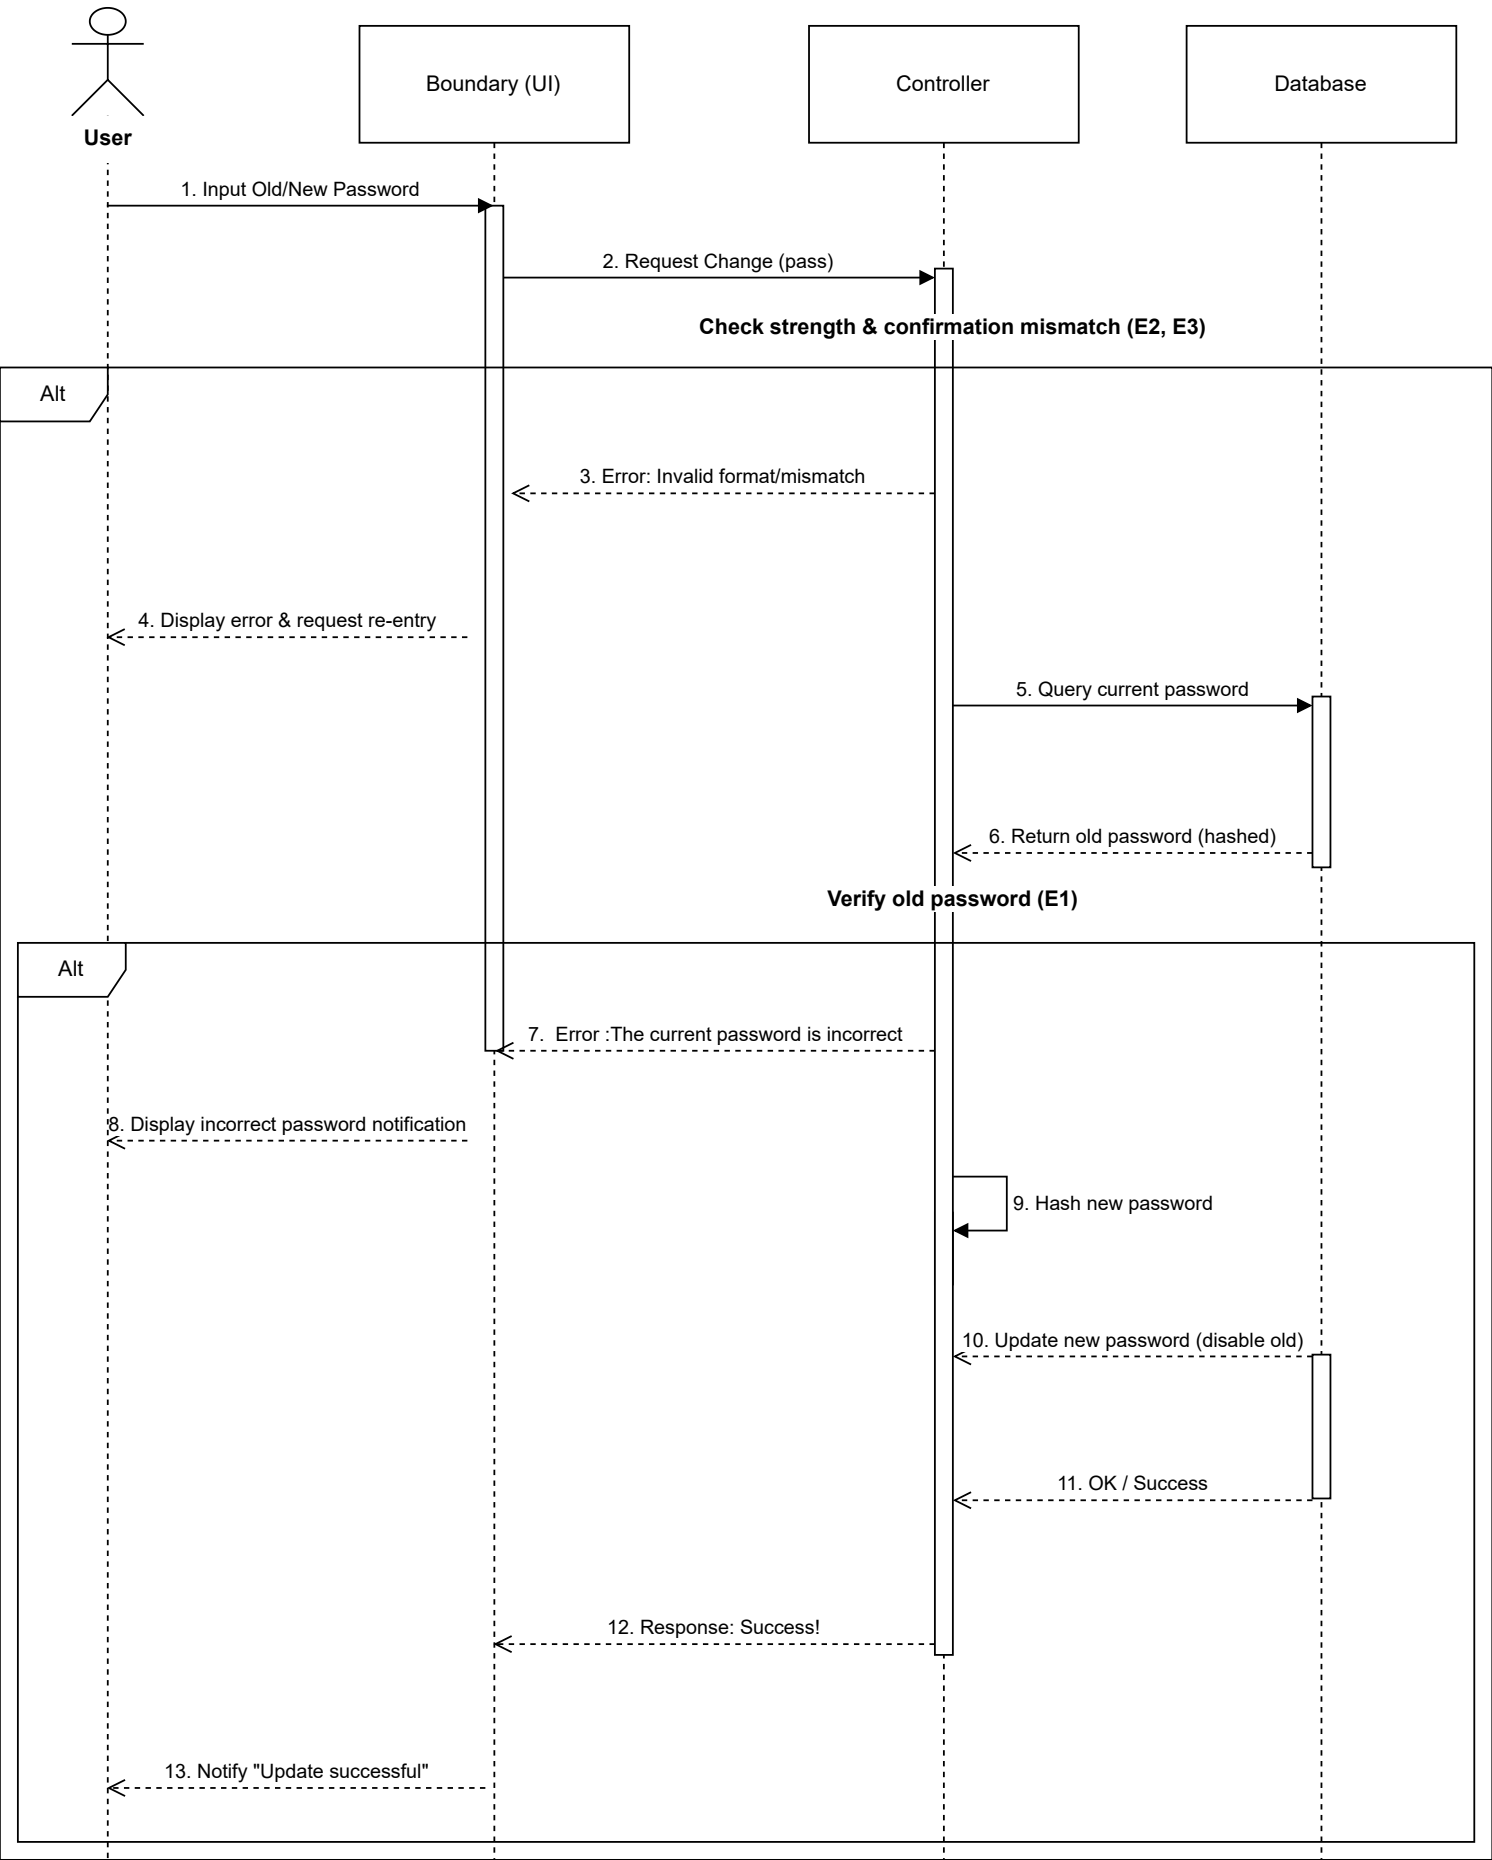 User
Boundary (UI)
Controller
Database
1. Input Old/New Password
2. Request Change (pass)
Check strength & confirmation mismatch (E2, E3)
Alt
3. Error: Invalid format/mismatch
4. Display error & request re-entry
5. Query current password
6. Return old password (hashed)
Verify old password (E1)
Alt
7.  Error :The current password is incorrect
8. Display incorrect password notification
9. Hash new password
10. Update new password (disable old)
11. OK / Success
12. Response: Success!
13. Notify "Update successful"